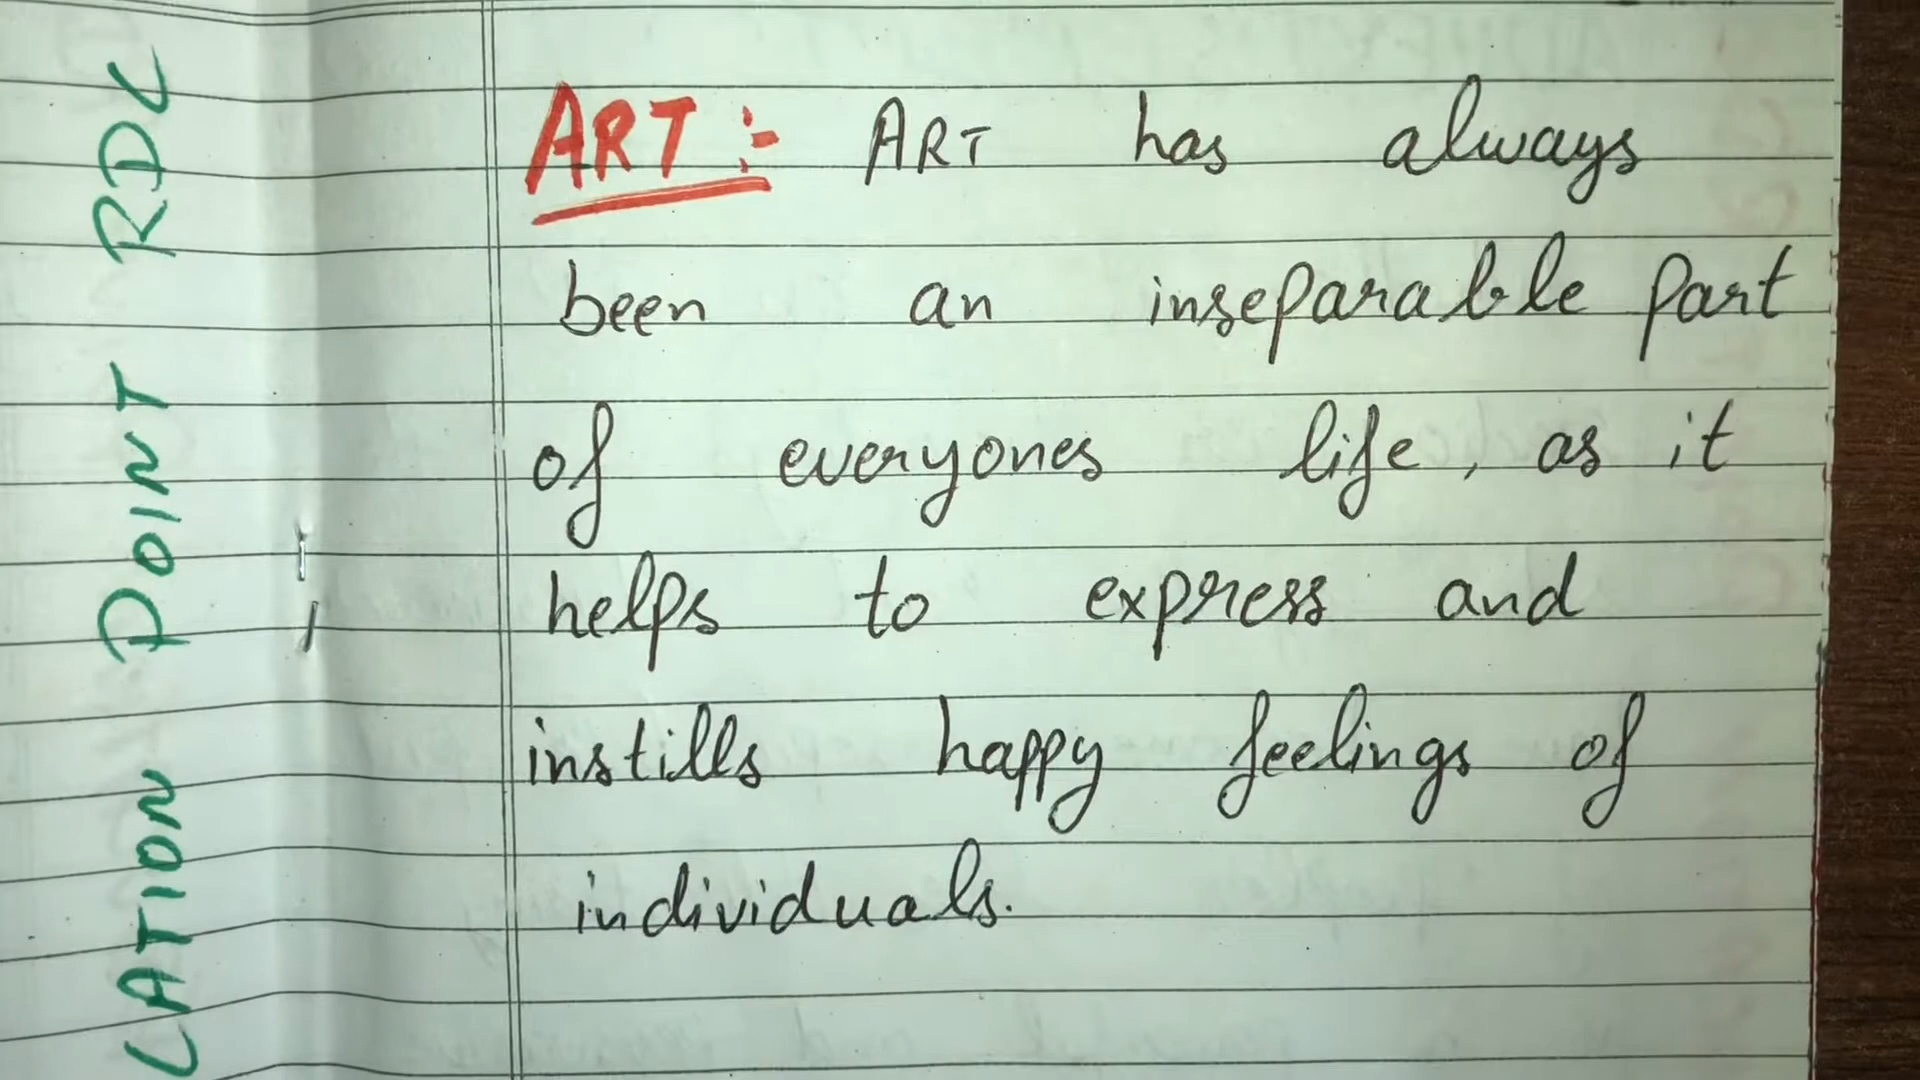 ART :- ART has always
been an inseparable part
of everyones life, as it
helps to express and
instills happy feelings of
individuals.
CATION POINT RDL